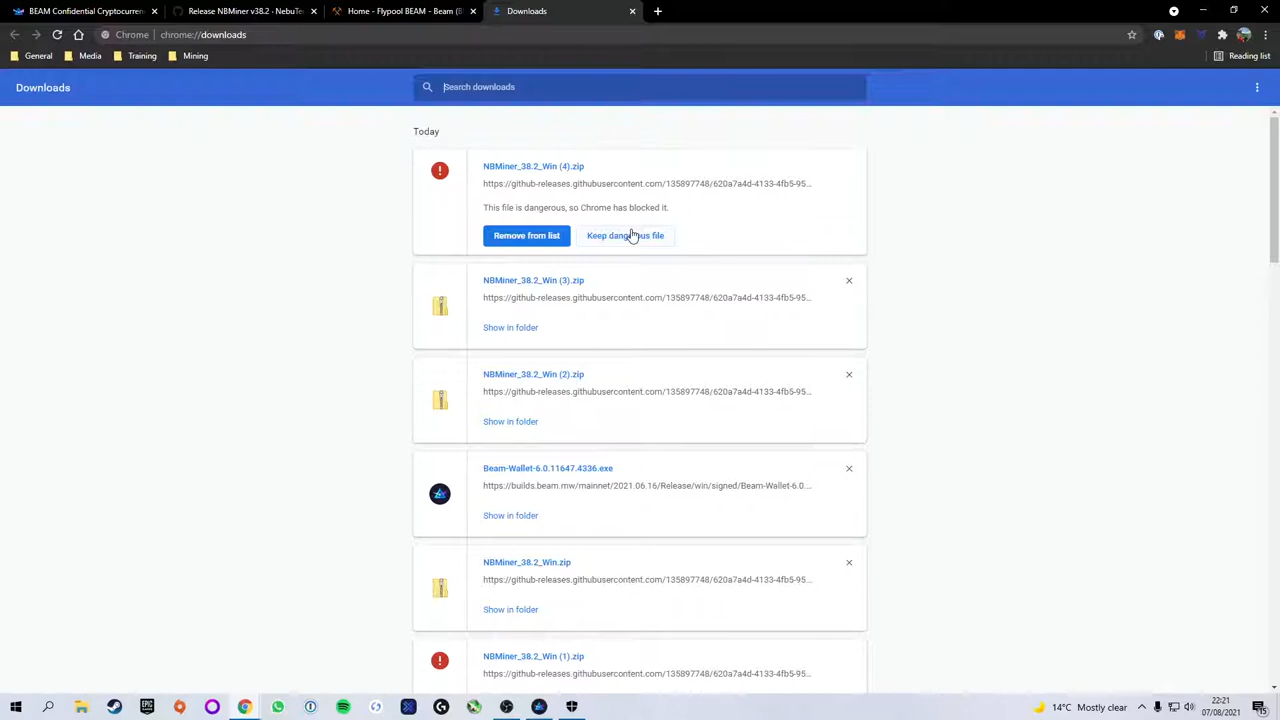 BEAM Confidential Cryptocurren
Release NBMiner v38.2 · NebuTe
Home - Flypool BEAM - Beam (B
Downloads
Chrome | chrome://downloads
General
Media
Training
Mining
Reading list
Downloads
Search downloads
Today
NBMiner_38.2_Win (4).zip
https://github-releases.githubusercontent.com/135897748/620a7a4d-4133-4fb5-95...
This file is dangerous, so Chrome has blocked it.
Remove from list
Keep dangerous file
NBMiner_38.2_Win (3).zip
https://github-releases.githubusercontent.com/135897748/620a7a4d-4133-4fb5-95...
Show in folder
NBMiner_38.2_Win (2).zip
https://github-releases.githubusercontent.com/135897748/620a7a4d-4133-4fb5-95...
Show in folder
Beam-Wallet-6.0.11647.4336.exe
https://builds.beam.mw/mainnet/2021.06.16/Release/win/signed/Beam-Wallet-6.0....
Show in folder
NBMiner_38.2_Win.zip
https://github-releases.githubusercontent.com/135897748/620a7a4d-4133-4fb5-95...
Show in folder
NBMiner_38.2_Win (1).zip
https://github-releases.githubusercontent.com/135897748/620a7a4d-4133-4fb5-95...
EPIC
14°C Mostly clear
22:21
07/08/2021
15